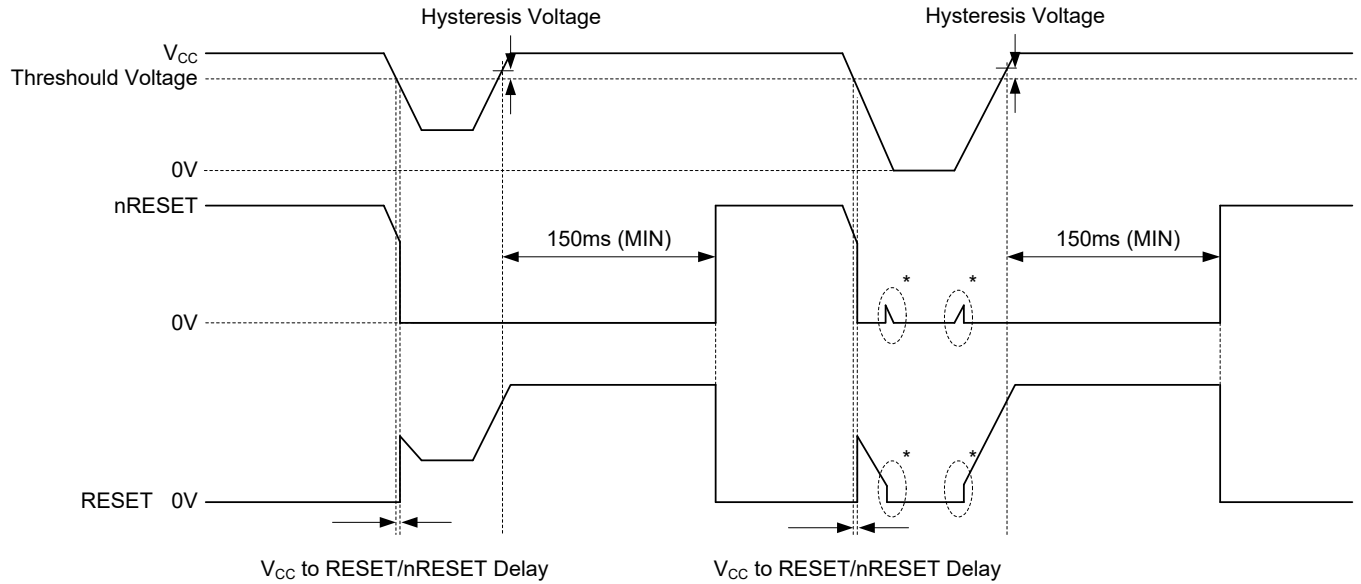 Hysteresis Voltage
Hysteresis Voltage
VCC
Threshould Voltage
0V
nRESET
150ms (MIN)
150ms (MIN)
*
*
0V
*
*
RESET 0V
VCC to RESET/nRESET Delay
VCC to RESET/nRESET Delay